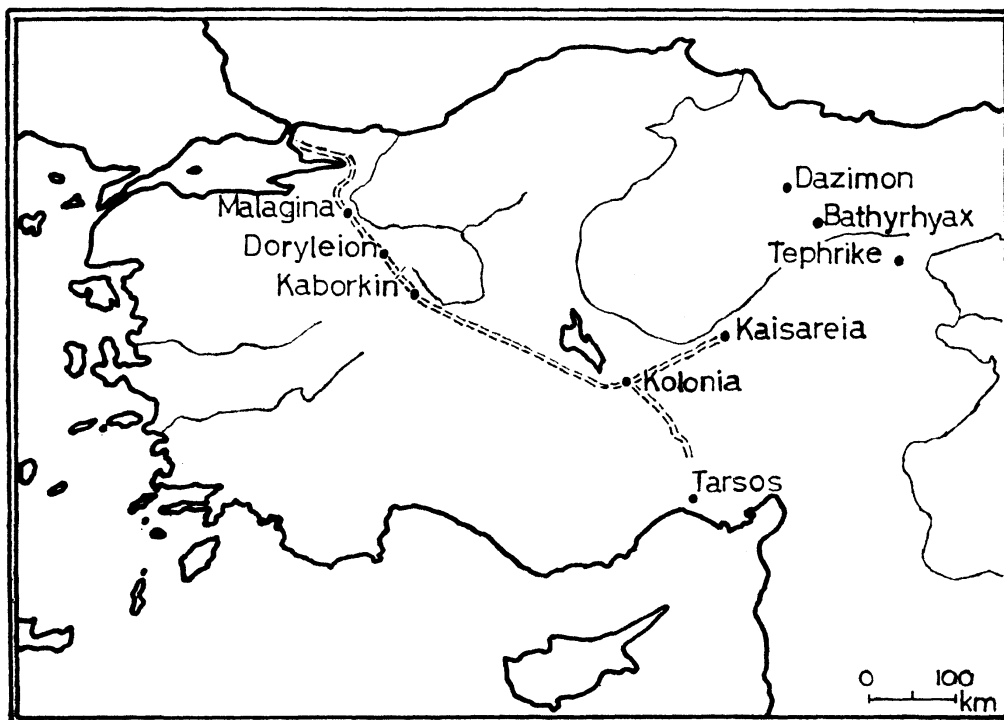 Dazimon
Malagina
Bathyrhyax
Doryleion
Tephrike
Kaborkin
Kaisareia
Kolonia
Tarsos
0 100
km